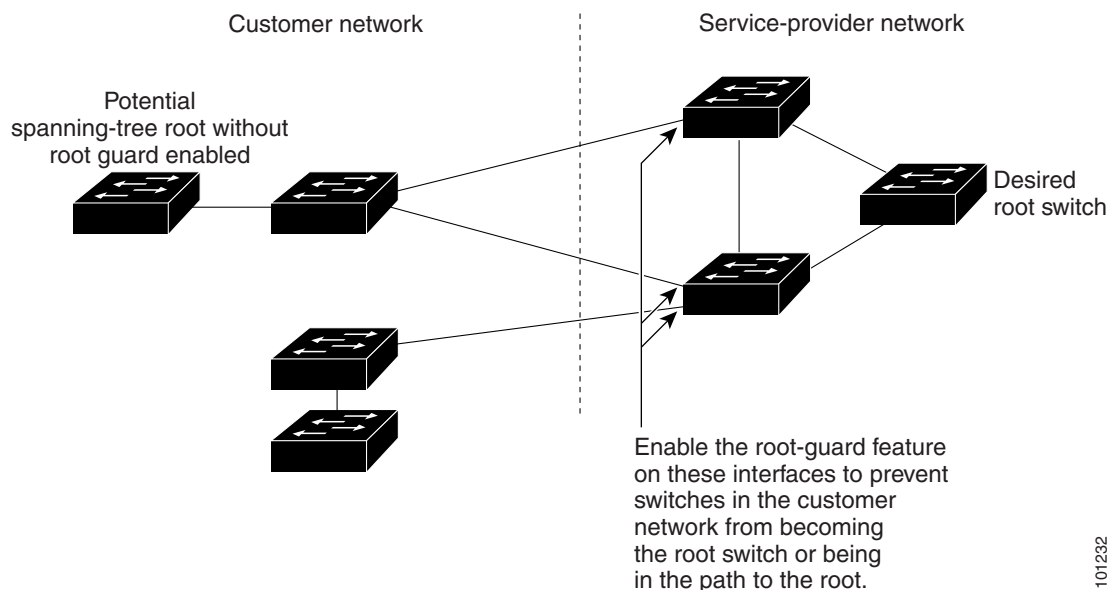 Customer network
Service-provider network
Potential
spanning-tree root without
root guard enabled
Desired
root switch
Enable the root-guard feature
on these interfaces to prevent
switches in the customer
network from becoming
the root switch or being
in the path to the root.
101232